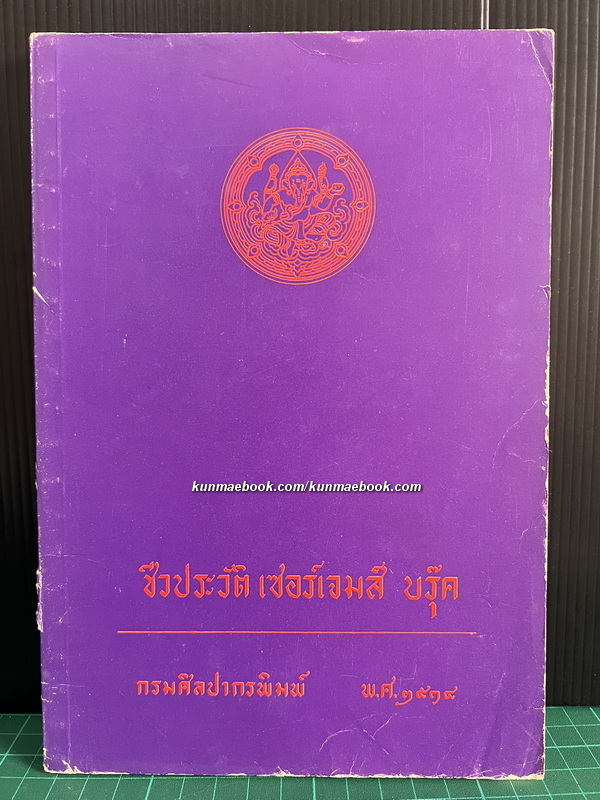 kunmaebook.com/kunmaebook.com
ชีวประวัติ เซอร์เจมส์ บรุ๊ค
กรมศิลปากรพิมพ์ พ.ศ. ๒๕๑๔